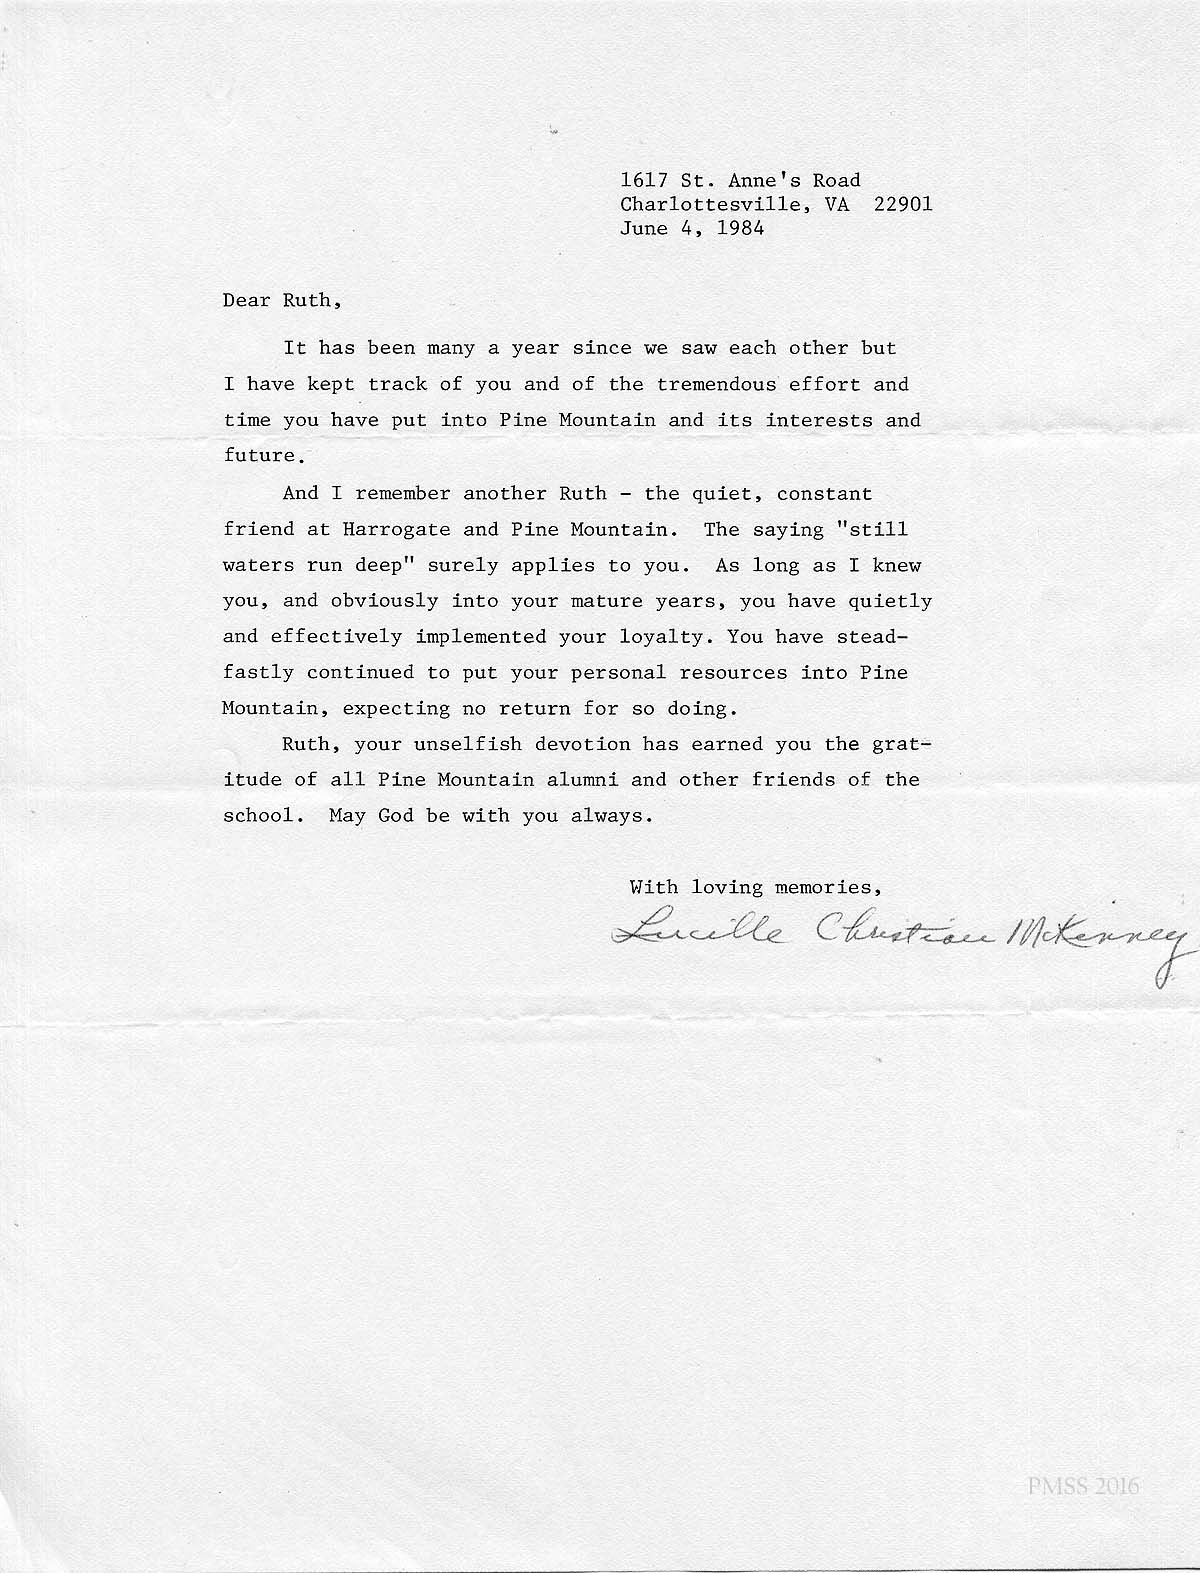 1617 St. Anne's Road
Charlottesville, VA  22901
June 4, 1984
Dear Ruth,
It has been many a year since we saw each other but
I have kept track of you and of the tremendous effort and
time you have put into Pine Mountain and its interests and
future.
And I remember another Ruth - the quiet, constant
friend at Harrogate and Pine Mountain.  The saying "still
waters run deep" surely applies to you.  As long as I knew
you, and obviously into your mature years, you have quietly
and effectively implemented your loyalty. You have stead-
fastly continued to put your personal resources into Pine
Mountain, expecting no return for so doing.
Ruth, your unselfish devotion has earned you the grat-
itude of all Pine Mountain alumni and other friends of the
school.  May God be with you always.
With loving memories,
Lucille Christian McKinney
PMSS 2016